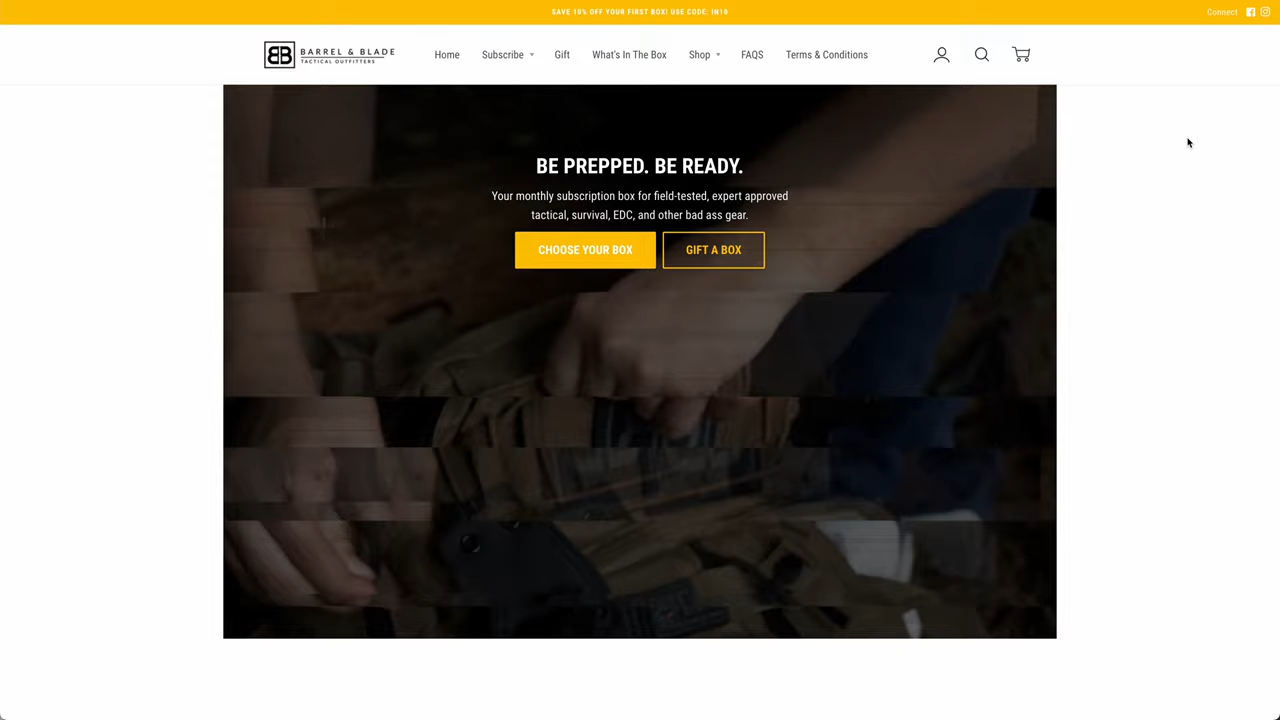 SAVE 10% OFF YOUR FIRST BOX! USE CODE: IN10
Connect
BB
BARREL & BLADE
TACTICAL OUTFITTERS
Home
Subscribe
Gift
What's In The Box
Shop
FAQS
Terms & Conditions
BE PREPPED. BE READY.
Your monthly subscription box for field-tested, expert approved
tactical, survival, EDC, and other bad ass gear.
CHOOSE YOUR BOX
GIFT A BOX